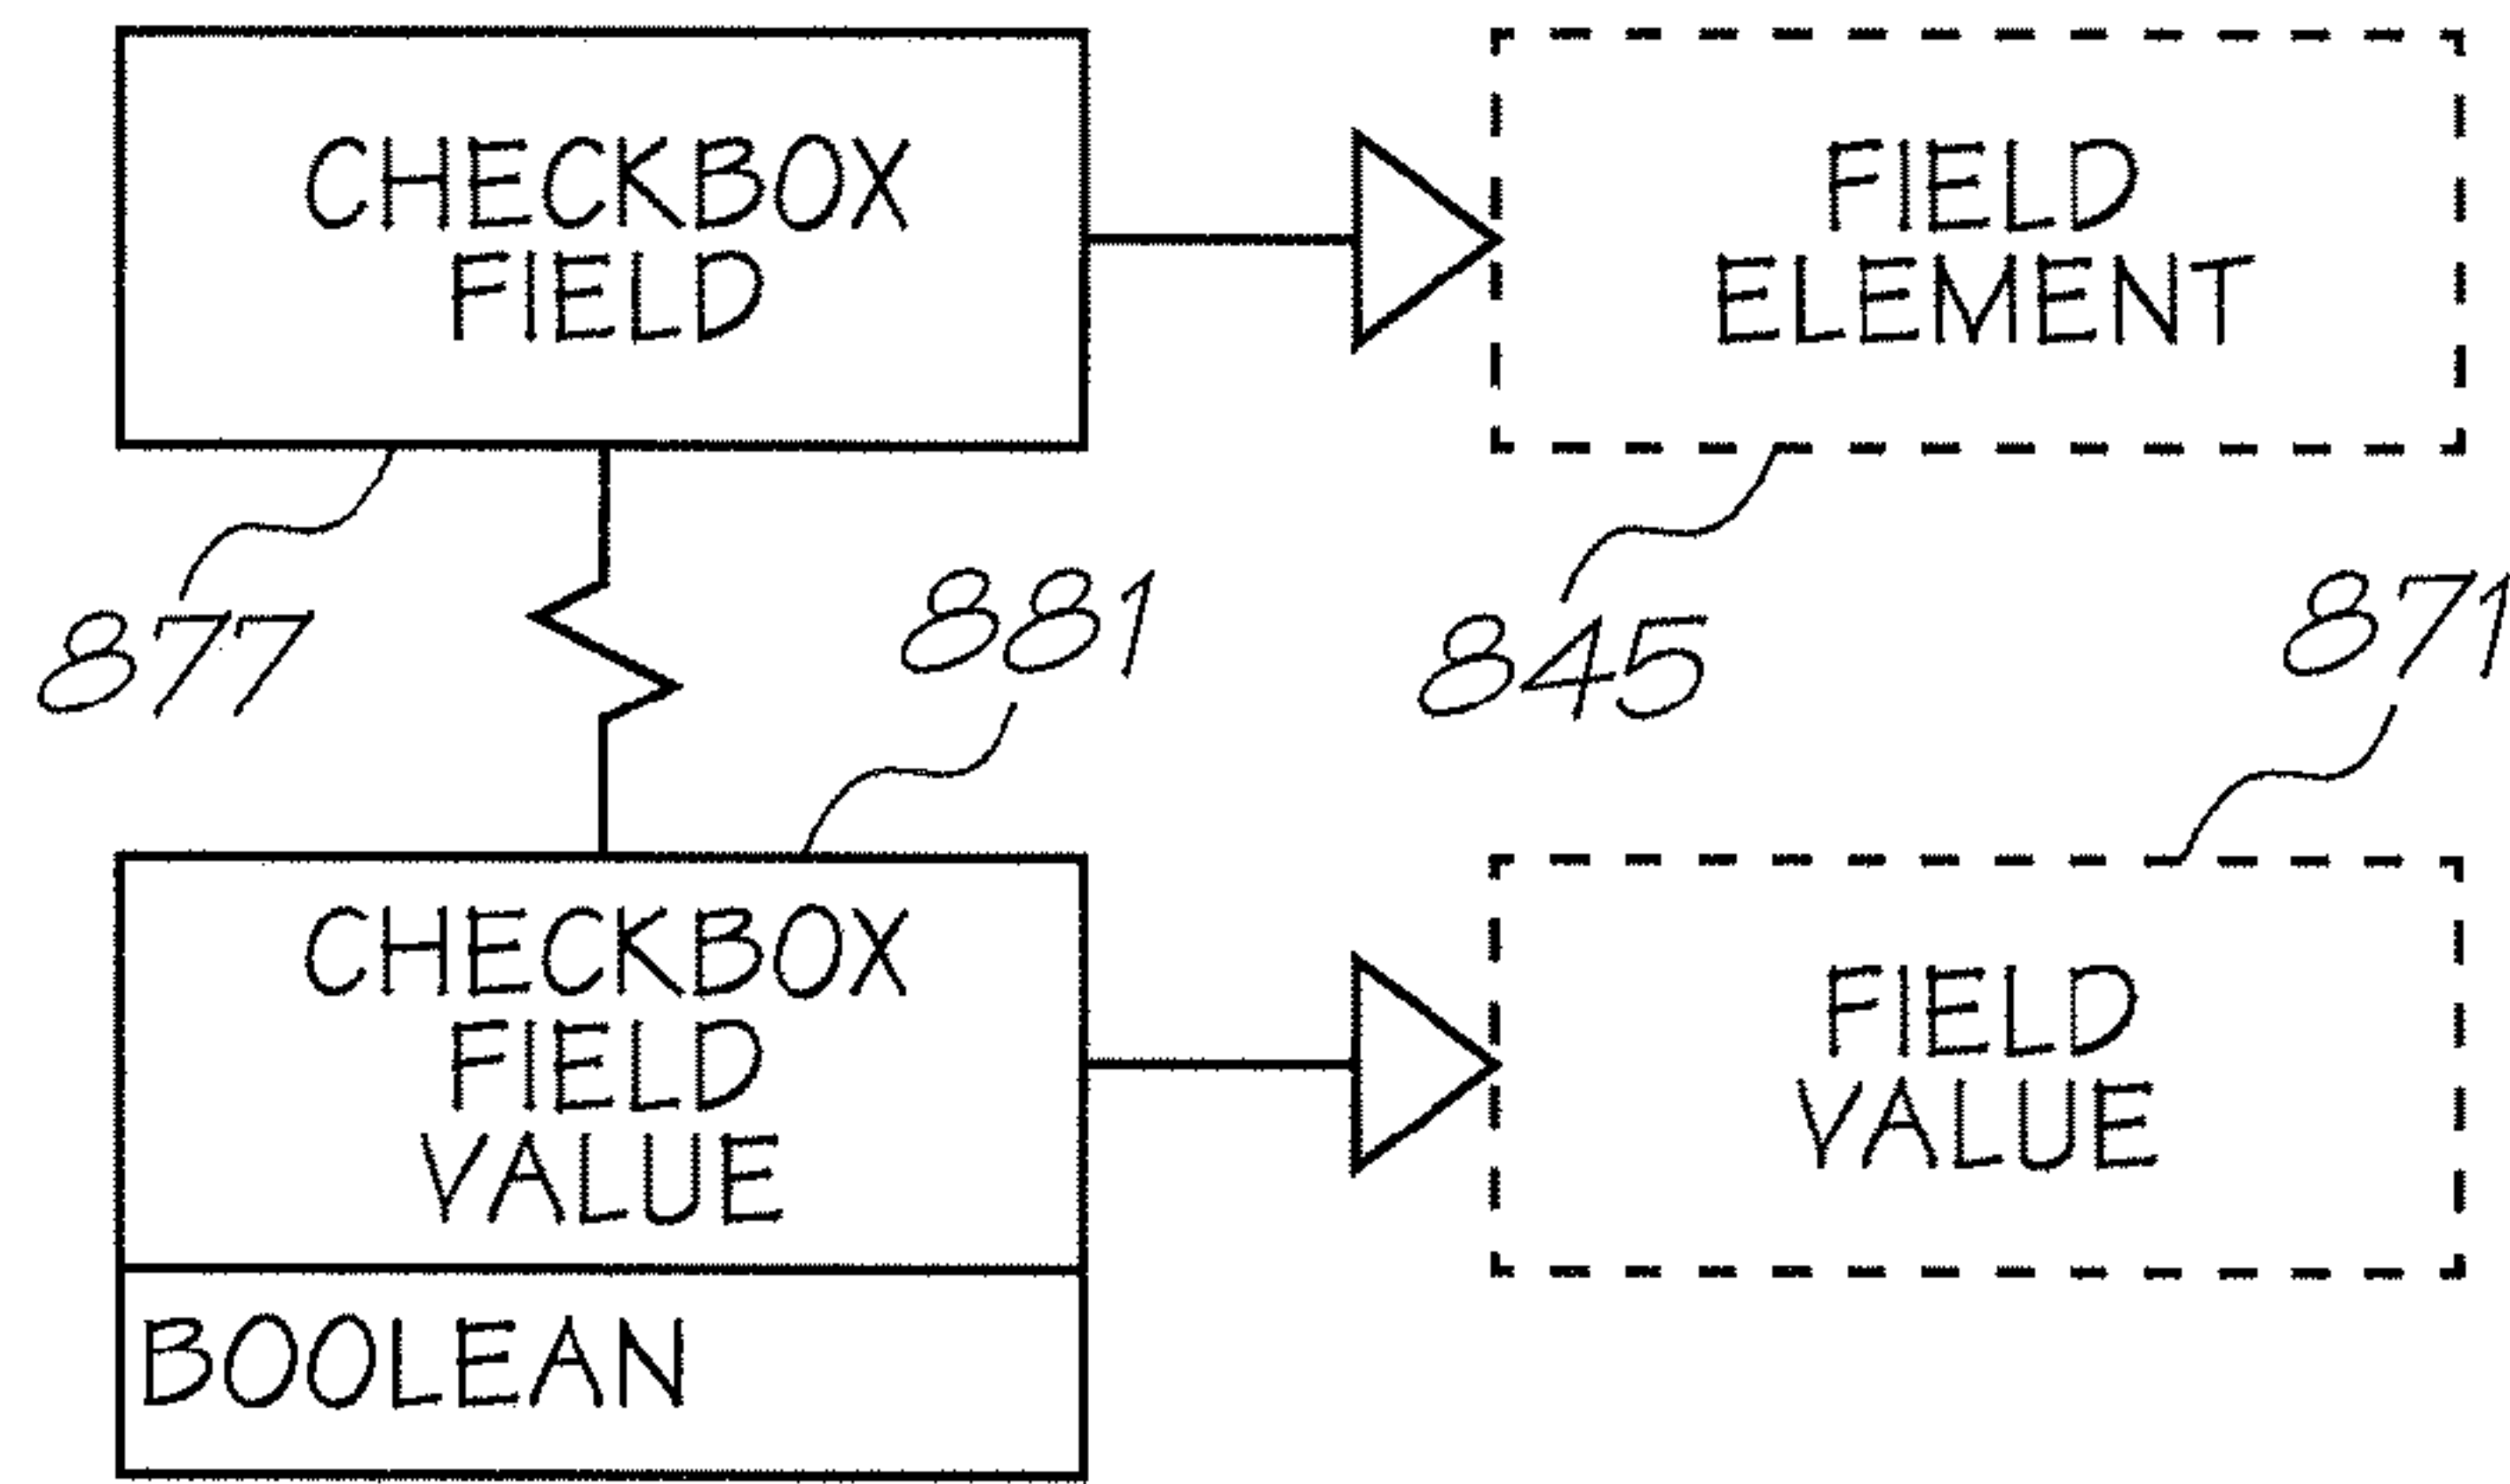 CHECKBOX
FIELD
FIELD
ELEMENT
877
881
845
871
CHECKBOX
FIELD
VALUE
FIELD
VALUE
BOOLEAN